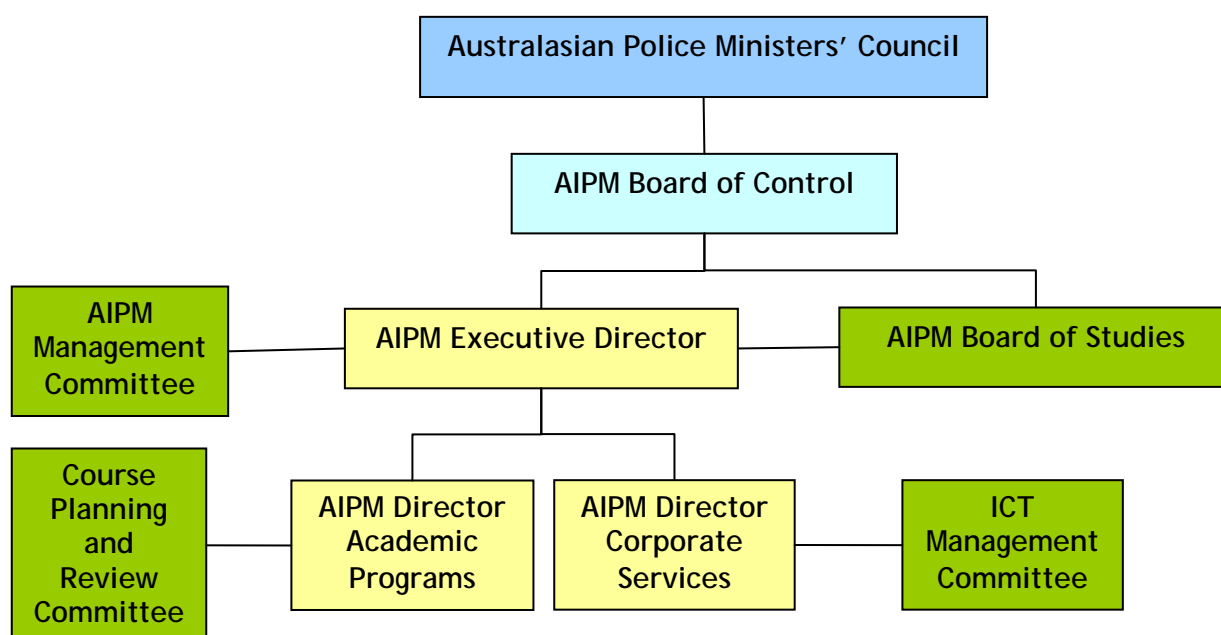 Australasian Police Ministers’ Council
AIPM Board of Control
AIPM
Management
Committee
AIPM Executive Director
AIPM Board of Studies
Course
Planning
and
Review
Committee
AIPM Director
Academic
Programs
AIPM Director
Corporate
Services
ICT
Management
Committee